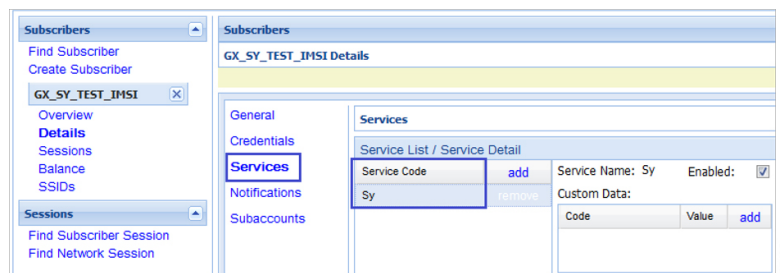 Subscribers
Find Subscriber
Create Subscriber
GX_SY_TEST_IMSI
Overview
Details
Sessions
Balance
SSIDs
Sessions
Find Subscriber Session
Find Network Session
Subscribers
GX_SY_TEST_IMSI Details
General
Credentials
Services
Notifications
Subaccounts
Services
Service List / Service Detail
Service Code add
Sy remove
Service Name: Sy Enabled:
Custom Data:
Code Value add